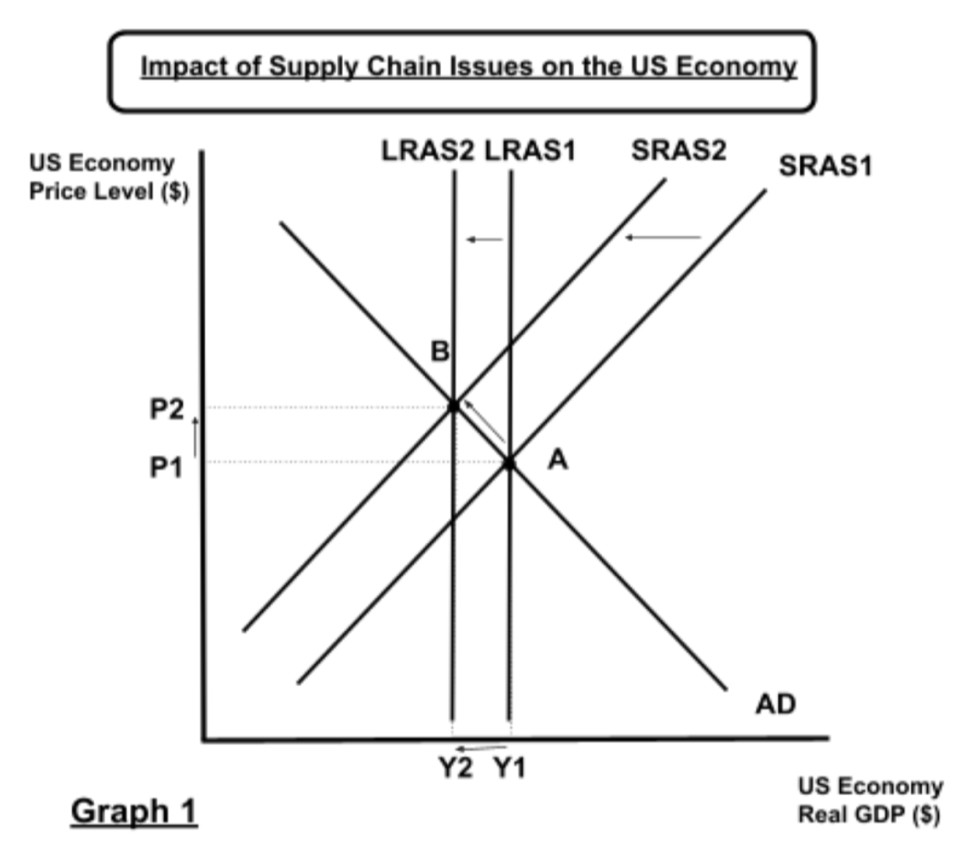 Impact of Supply Chain Issues on the US Economy
LRAS2 LRAS1 SRAS2
SRAS1
US Economy
Price Level ($)
B
P2
A
P1
AD
Y2 Y1
US Economy
Real GDP ($)
Graph 1